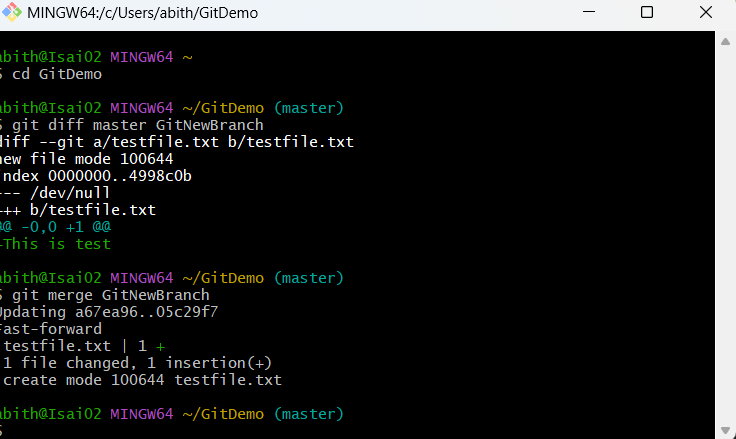 MINGW64:/c/Users/abith/GitDemo
abith@Isai02 MINGW64 ~
$ cd GitDemo
abith@Isai02 MINGW64 ~/GitDemo (master)
$ git diff master GitNewBranch
diff --git a/testfile.txt b/testfile.txt
new file mode 100644
index 0000000..4998c0b
--- /dev/null
+++ b/testfile.txt
@@ -0,0 +1 @@
+This is test
abith@Isai02 MINGW64 ~/GitDemo (master)
$ git merge GitNewBranch
Updating a67ea96..05c29f7
Fast-forward
testfile.txt | 1 +
1 file changed, 1 insertion(+)
create mode 100644 testfile.txt
abith@Isai02 MINGW64 ~/GitDemo (master)
$